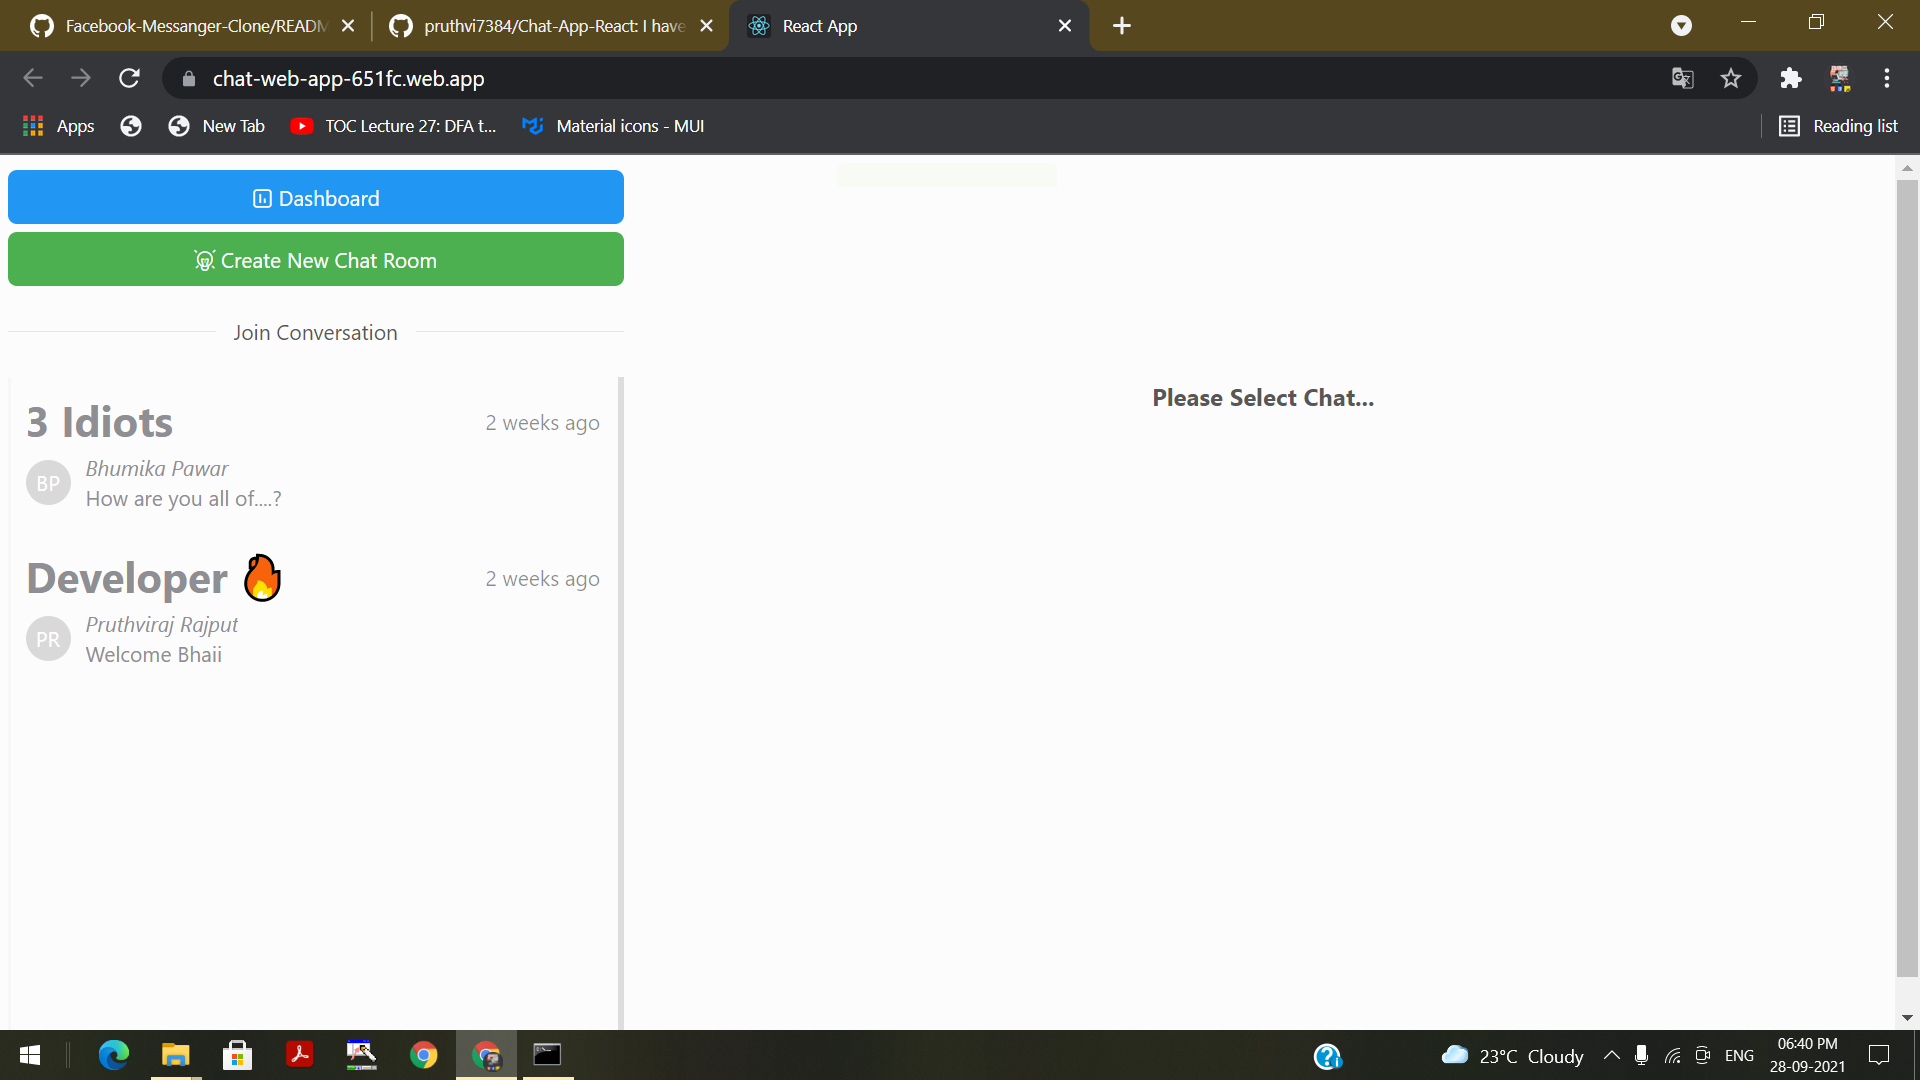 Facebook-Messanger-Clone/READM
pruthvi7384/Chat-App-React: I have
React App
chat-web-app-651fc.web.app
Apps
New Tab
TOC Lecture 27: DFA t...
Material icons - MUI
Reading list
Dashboard
Create New Chat Room
Join Conversation
Please Select Chat...
3 Idiots
2 weeks ago
BP
Bhumika Pawar
How are you all of....?
Developer 🔥
2 weeks ago
PR
Pruthviraj Rajput
Welcome Bhaii
23°C Cloudy
ENG
06:40 PM
28-09-2021